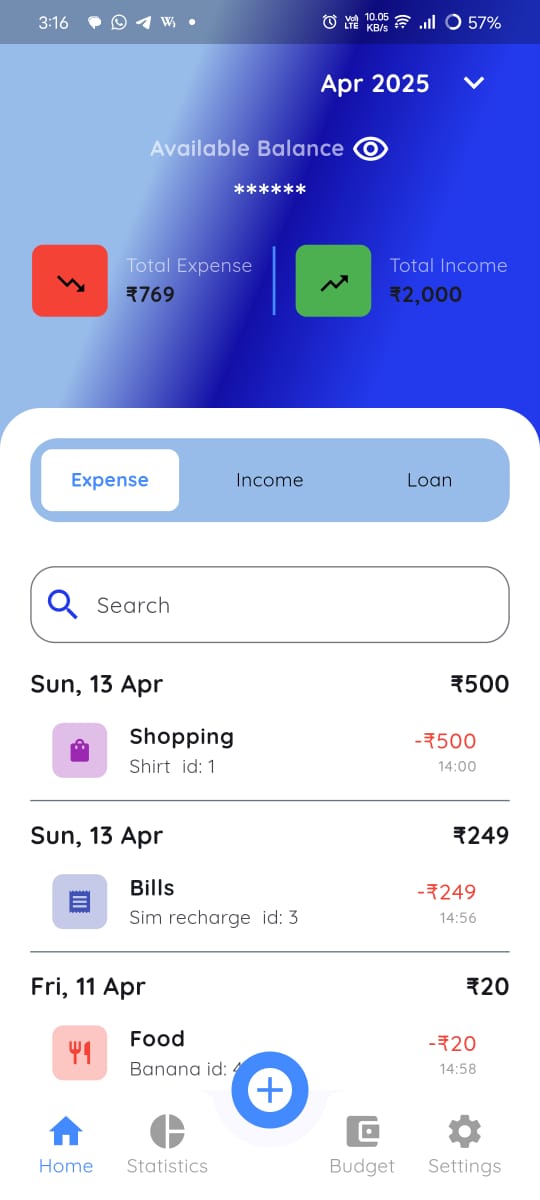 3:16 Vo) LTE 10.05 KB/s 57%
Apr 2025
Available Balance
******
Total Expense Total Income
₹769 ₹2,000
Expense Income Loan
Search
Sun, 13 Apr ₹500
Shopping -₹500
Shirt id: 1 14:00
Sun, 13 Apr ₹249
Bills -₹249
Sim recharge id: 3 14:56
Fri, 11 Apr ₹20
Food -₹20
Banana id: 14:58
Home Statistics Budget Settings